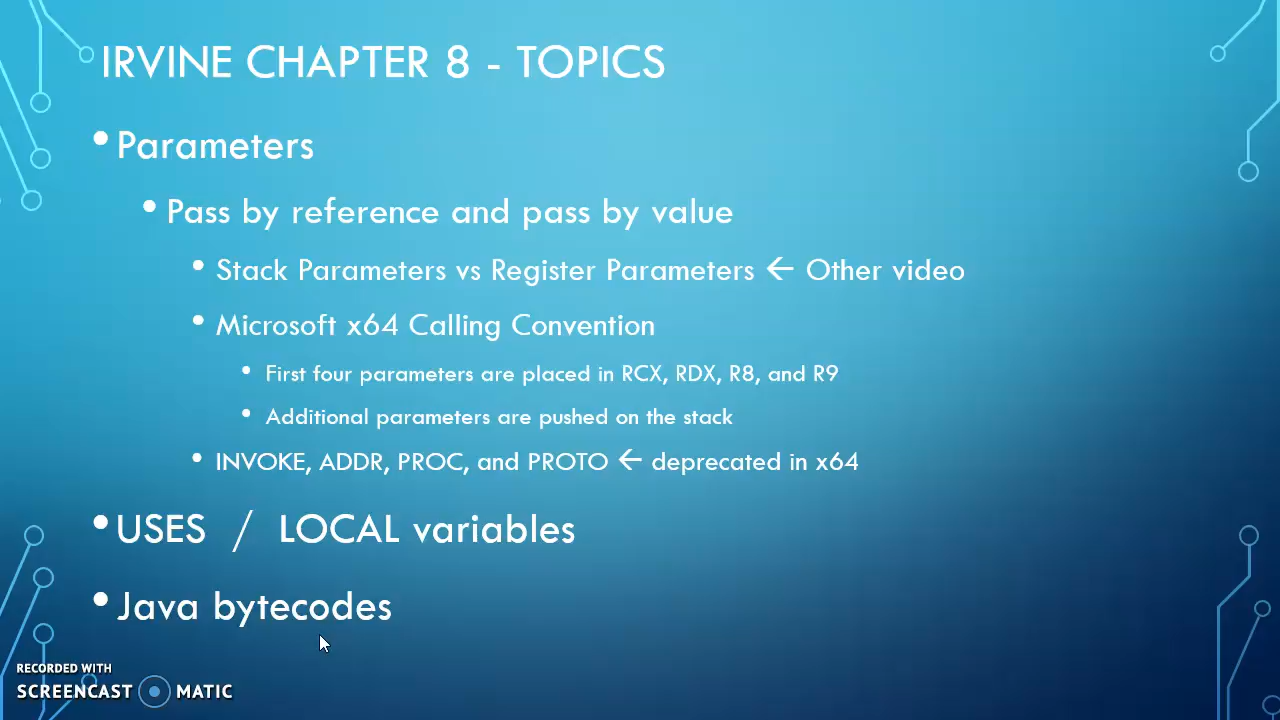 IRVINE CHAPTER 8 - TOPICS
• Parameters
• Pass by reference and pass by value
• Stack Parameters vs Register Parameters ← Other video
• Microsoft x64 Calling Convention
• First four parameters are placed in RCX, RDX, R8, and R9
• Additional parameters are pushed on the stack
• INVOKE, ADDR, PROC, and PROTO ← deprecated in x64
• USES / LOCAL variables
• Java bytecodes
RECORDED WITH
SCREENCAST MATIC